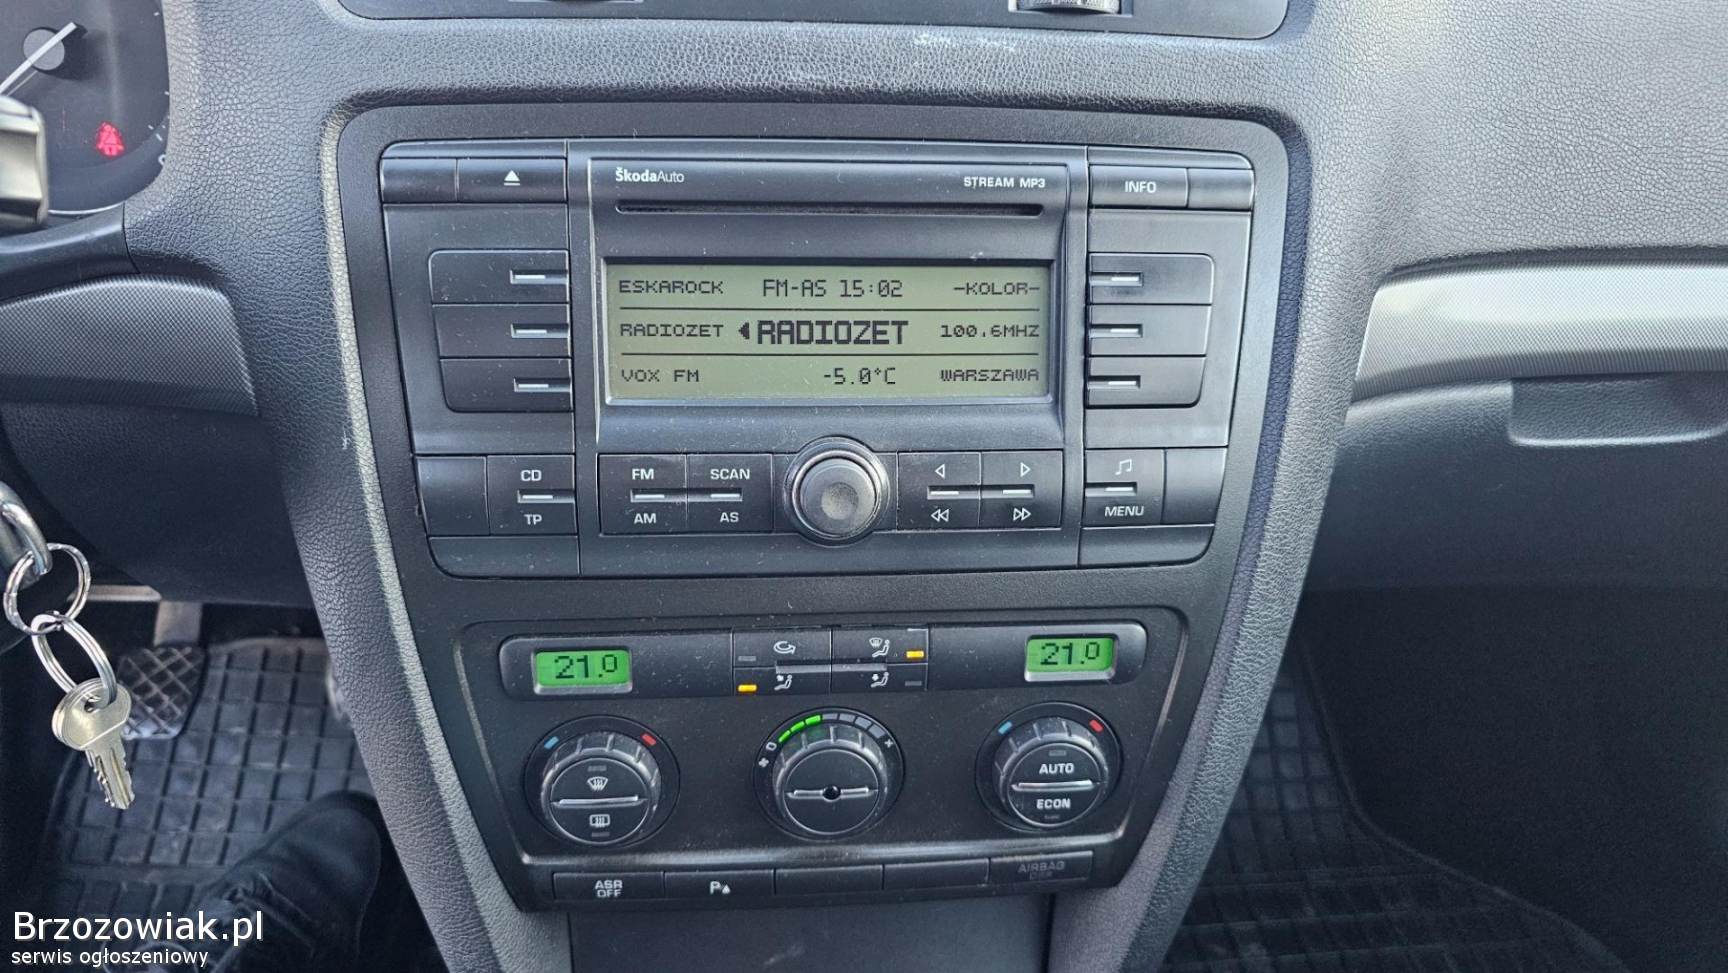 ŠkodaAuto
STREAM MP3
INFO
ESKAROCK FM-AS 15:02 -KOLOR-
RADIOZET RADIOZET 100.6MHZ
VOX FM -5.0°C WARSZAWA
CD
TP
FM
AM
SCAN
AS
MENU
21.0
21.0
AUTO
ECON
ASR
OFF
P
AIRBAG
Brzozowiak.pl
serwis ogłoszeniowy